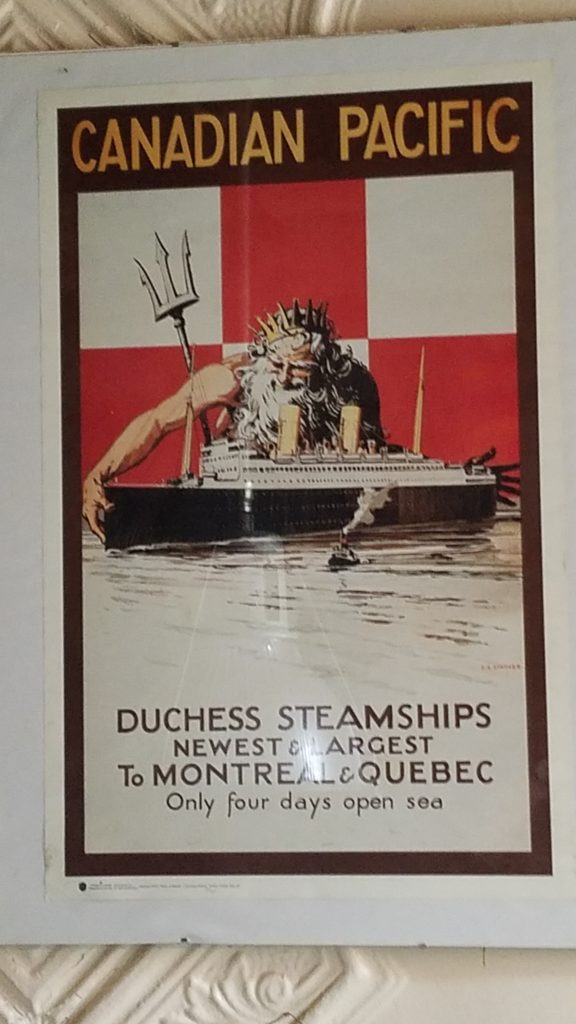 CANADIAN PACIFIC
DUCHESS STEAMSHIPS
NEWEST & LARGEST
To MONTREAL & QUEBEC
Only four days open sea